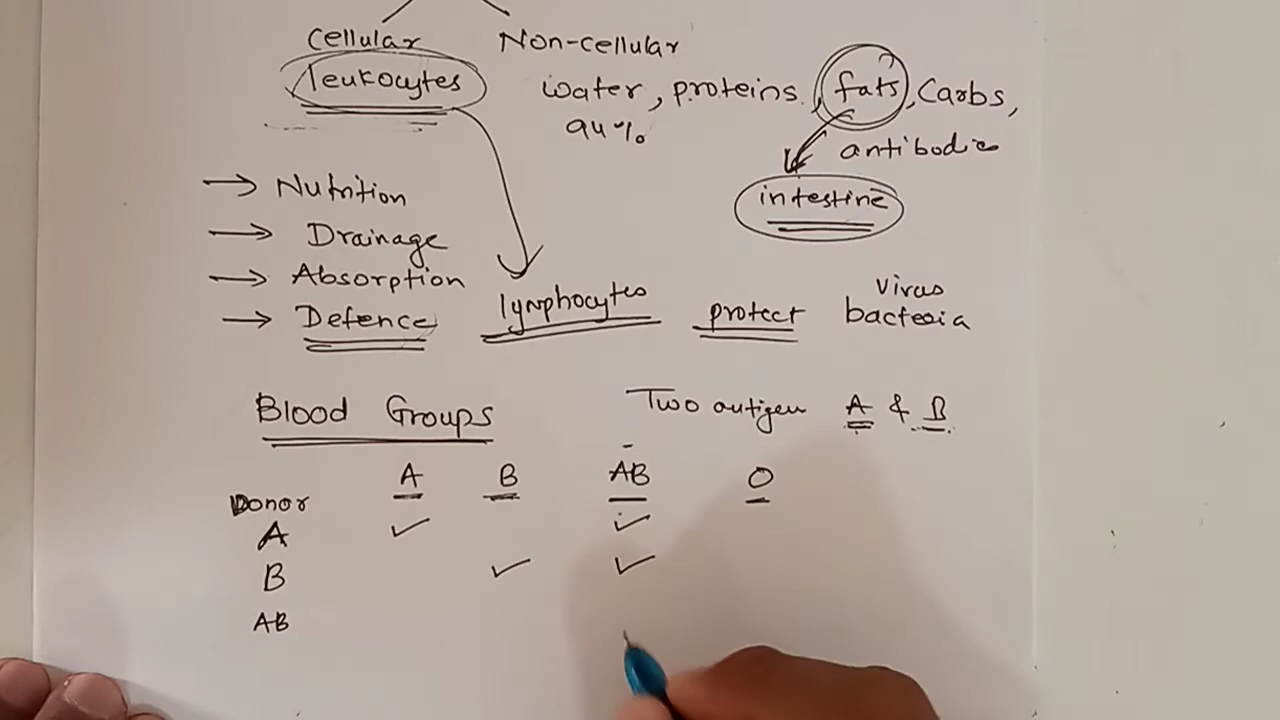 Cellular Non-cellular
leukocytes water, proteins, fats, Carbs,
94% antibodies
intestine
→ Nutrition
→ Drainage
→ Absorption
→ Defence lymphocytes protect virus
bacteria
Blood Groups Two antigen A & B
A B AB O
Donor
A ✓ ✓
B ✓ ✓
AB